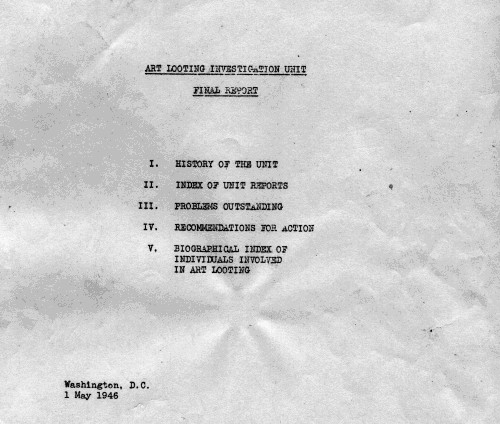 ART LOOTING INVESTIGATION UNIT
FINAL REPORT
I. HISTORY OF THE UNIT
II. INDEX OF UNIT REPORTS
III. PROBLEMS OUTSTANDING
IV. RECOMMENDATIONS FOR ACTION
V. BIOGRAPHICAL INDEX OF
INDIVIDUALS INVOLVED
IN ART LOOTING
Washington, D.C.
1 May 1946